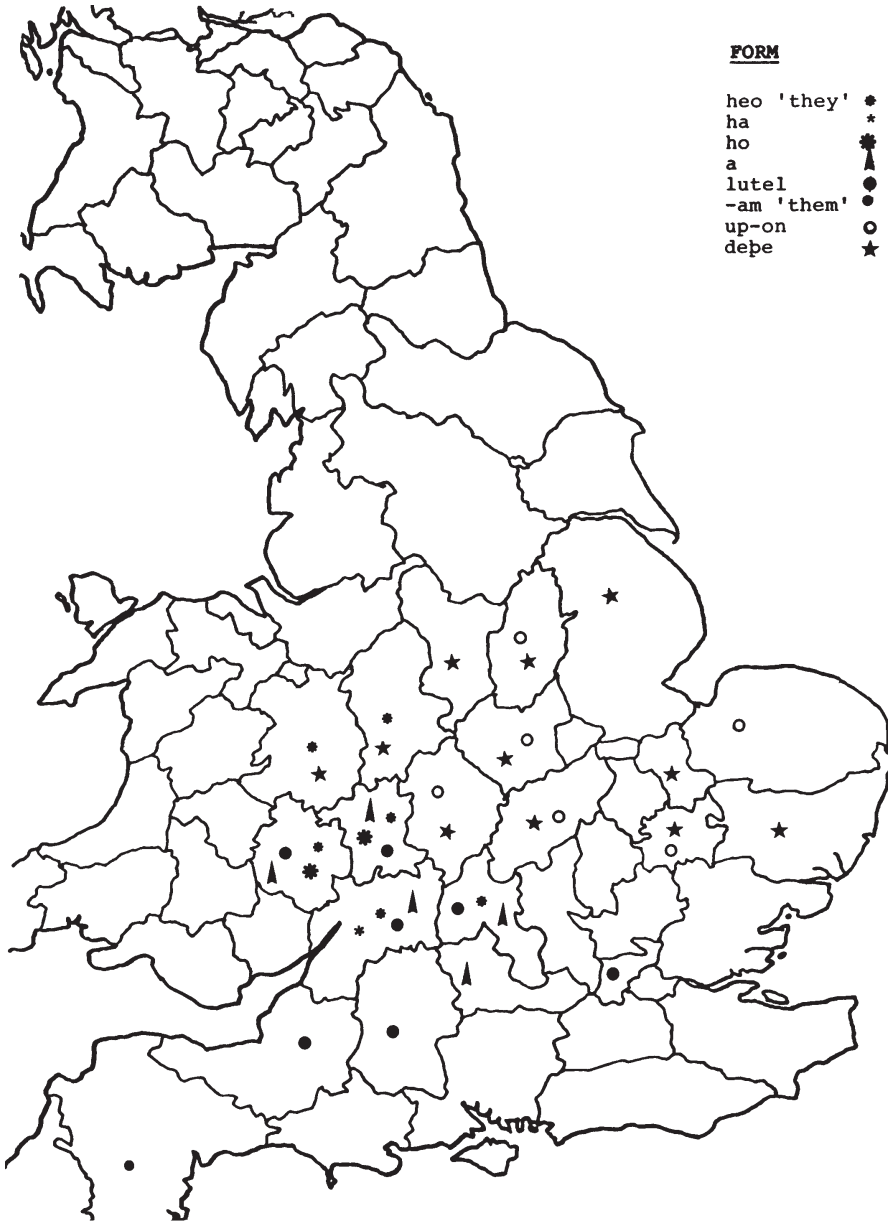 FORM
heo 'they'
ha
ho
a
lutel
-am 'them'
up-on
deþe